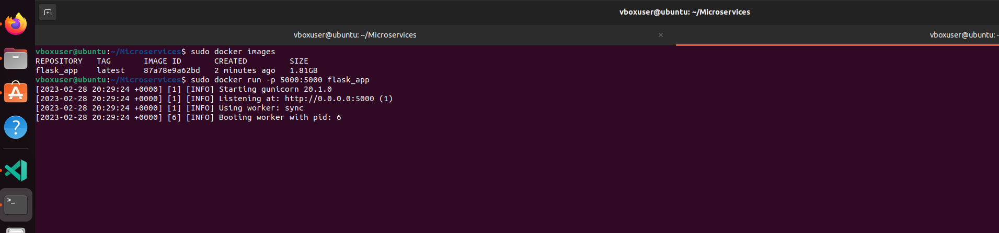 vboxuser@ubuntu: ~/Microservices
vboxuser@ubuntu: ~/Microservices ×
vboxuser@ubuntu: ~
vboxuser@ubuntu:~/Microservices$ sudo docker images
REPOSITORY   TAG       IMAGE ID       CREATED         SIZE
flask_app    latest    87a78e9a62bd   2 minutes ago   1.81GB
vboxuser@ubuntu:~/Microservices$ sudo docker run -p 5000:5000 flask_app
[2023-02-28 20:29:24 +0000] [1] [INFO] Starting gunicorn 20.1.0
[2023-02-28 20:29:24 +0000] [1] [INFO] Listening at: http://0.0.0.0:5000 (1)
[2023-02-28 20:29:24 +0000] [1] [INFO] Using worker: sync
[2023-02-28 20:29:24 +0000] [6] [INFO] Booting worker with pid: 6